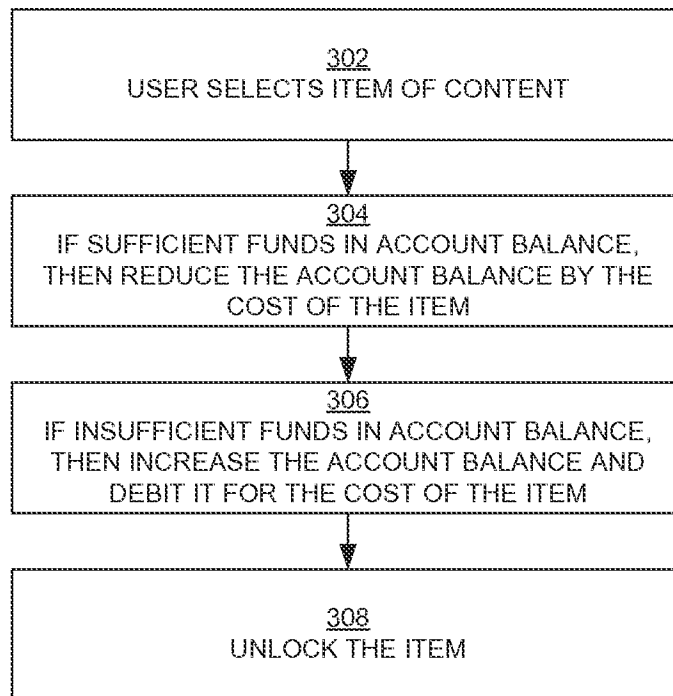 302
USER SELECTS ITEM OF CONTENT
304
IF SUFFICIENT FUNDS IN ACCOUNT BALANCE,
THEN REDUCE THE ACCOUNT BALANCE BY THE
COST OF THE ITEM
306
IF INSUFFICIENT FUNDS IN ACCOUNT BALANCE,
THEN INCREASE THE ACCOUNT BALANCE AND
DEBIT IT FOR THE COST OF THE ITEM
308
UNLOCK THE ITEM